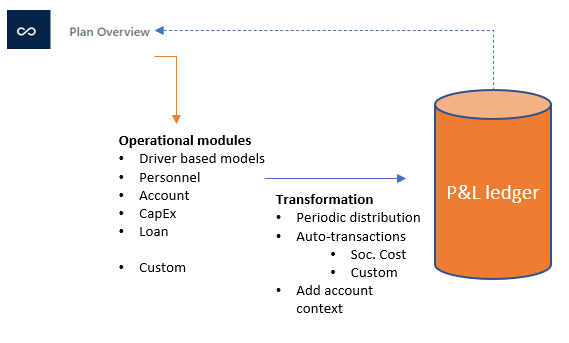 Plan Overview
Operational modules
• Driver based models
• Personnel
• Account
• CapEx
• Loan
• Custom
Transformation
• Periodic distribution
• Auto-transactions
• Soc. Cost
• Custom
• Add account
context
P&L ledger